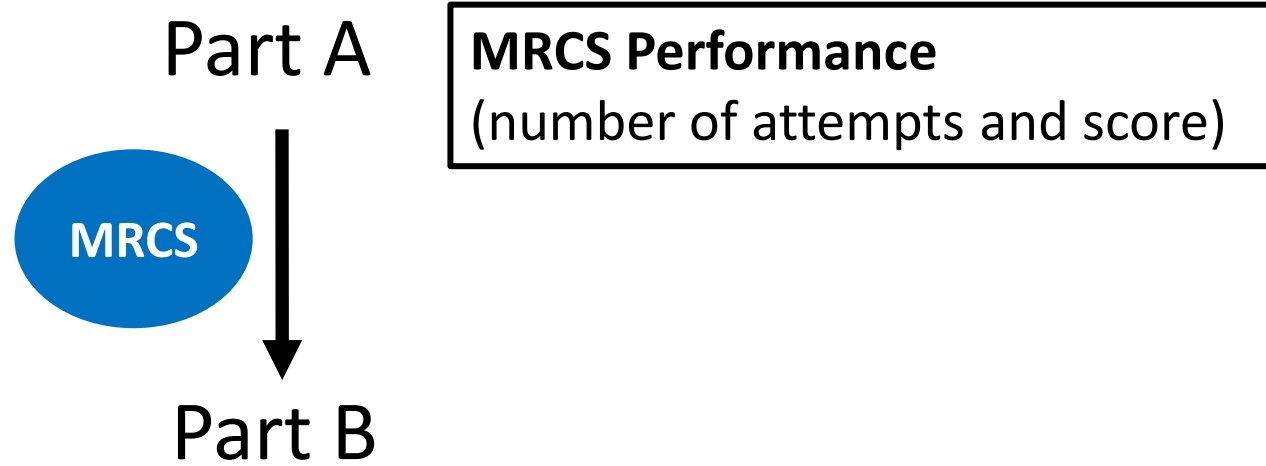 Part A
MRCS Performance
(number of attempts and score)
MRCS
Part B